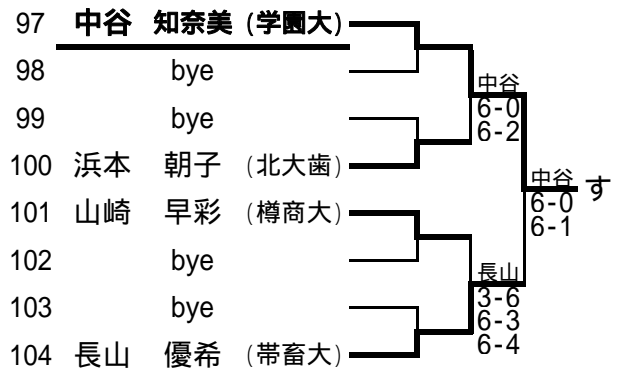 97 中谷 知奈美 (学園大)
98 bye
99 bye
100 浜本 朝子 (北大歯)
101 山崎 早彩 (樽商大)
102 bye
103 bye
104 長山 優希 (帯畜大)
中谷
6-0
6-2
長山
3-6
6-3
6-4
中谷
6-0
6-1
す